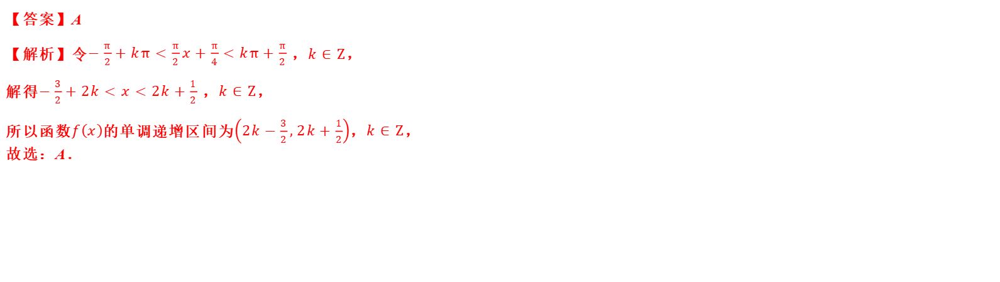 【答案】A
【解析】令$-\frac{\pi}{2}+k\pi<\frac{\pi}{2}x+\frac{\pi}{4}<k\pi+\frac{\pi}{2}$，$k\in Z$，
解得$-\frac{3}{2}+2k<x<2k+\frac{1}{2}$，$k\in Z$，
所以函数$f(x)$的单调递增区间为$\left(2k-\frac{3}{2},2k+\frac{1}{2}\right)$，$k\in Z$，
故选：A．